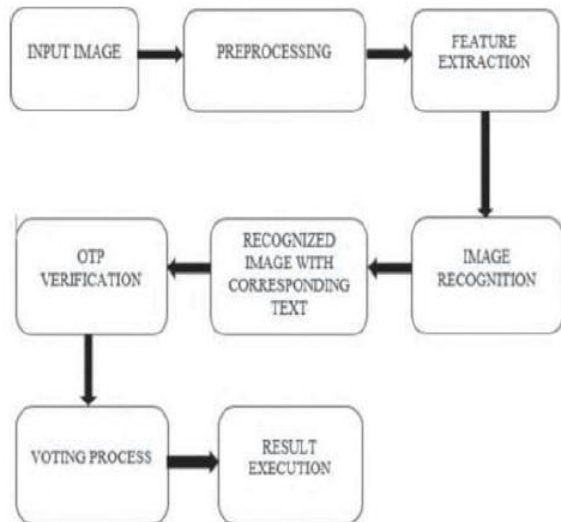 INPUT IMAGE
PREPROCESSING
FEATURE
EXTRACTION
IMAGE
RECOGNITION
RECOGNIZED
IMAGE WITH
CORRESPONDING
TEXT
OTP
VERIFICATION
VOTING PROCESS
RESULT
EXECUTION